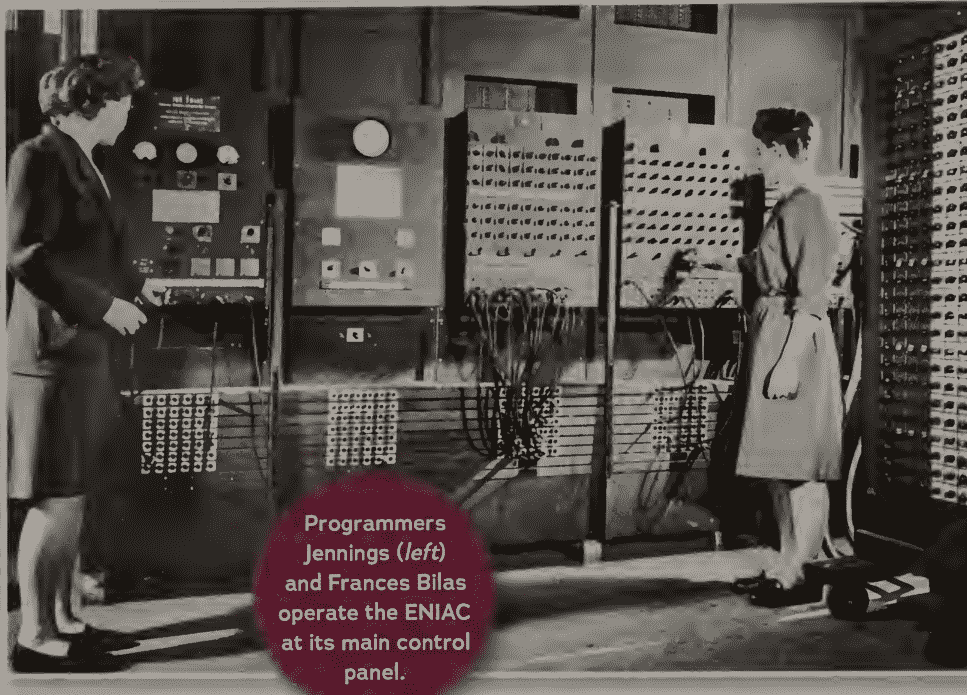 Programmers
Jennings (left)
and Frances Bilas
operate the ENIAC
at its main control
panel.